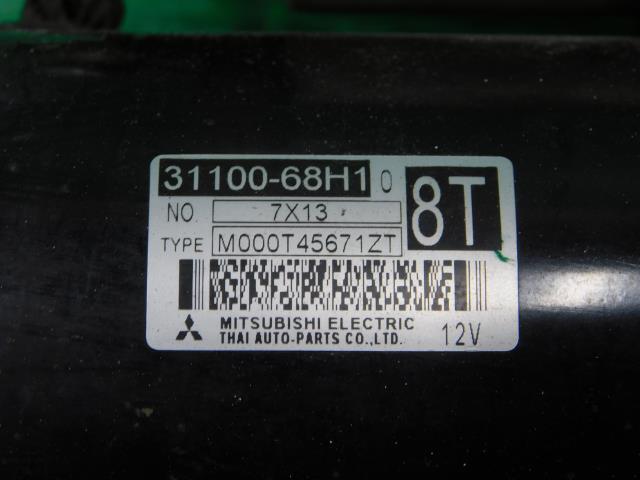 31100-68H1 0
8T
NO. 7X13
TYPE M000T45671ZT
MITSUBISHI ELECTRIC
THAI AUTO-PARTS CO.,LTD. 12V